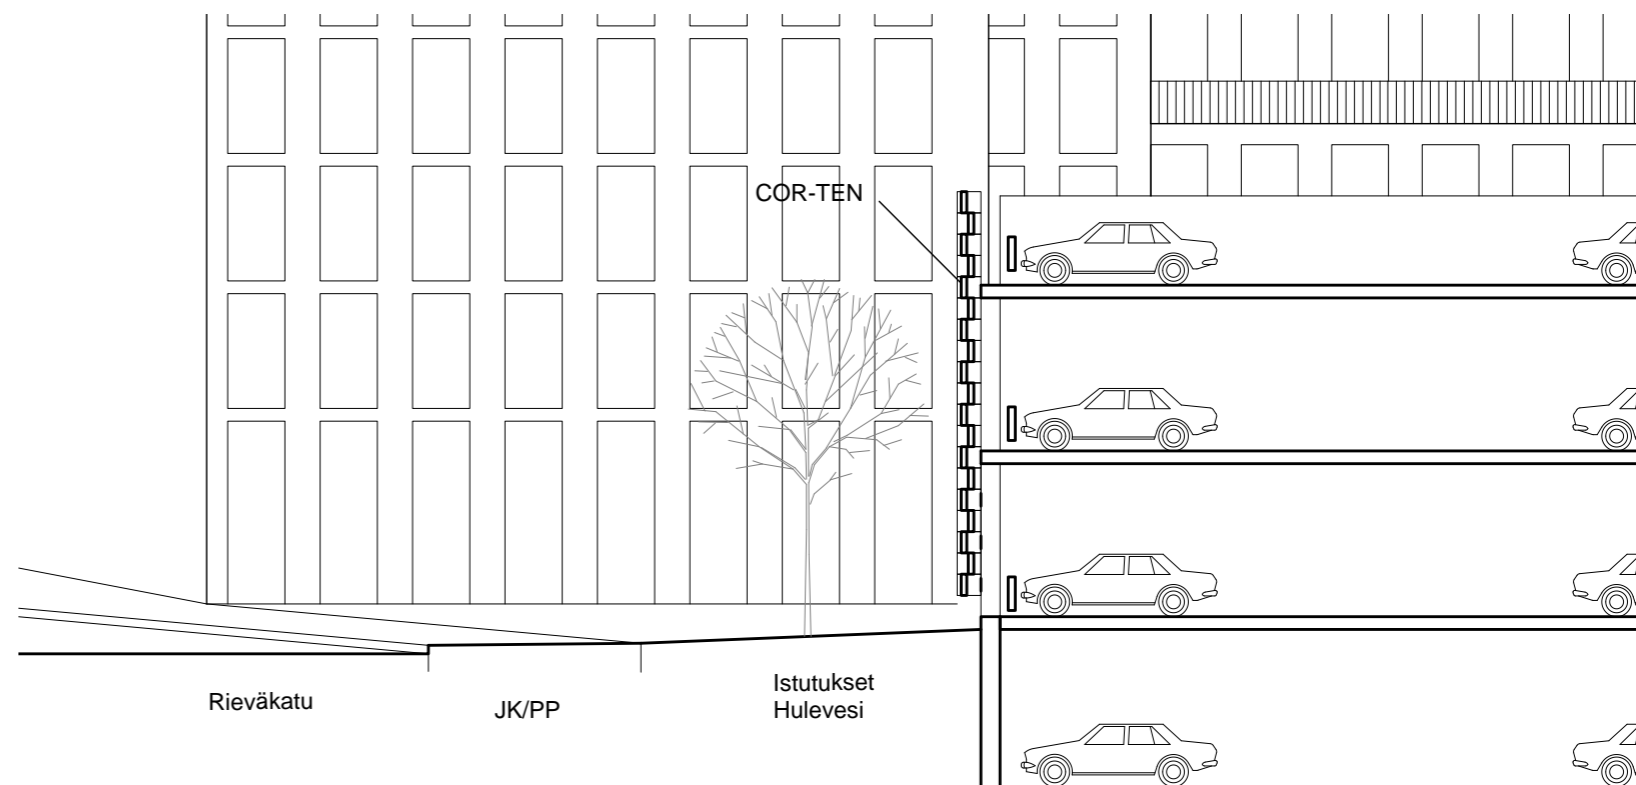 COR-TEN
Rieväkatu
JK/PP
Istutukset
Hulevesi